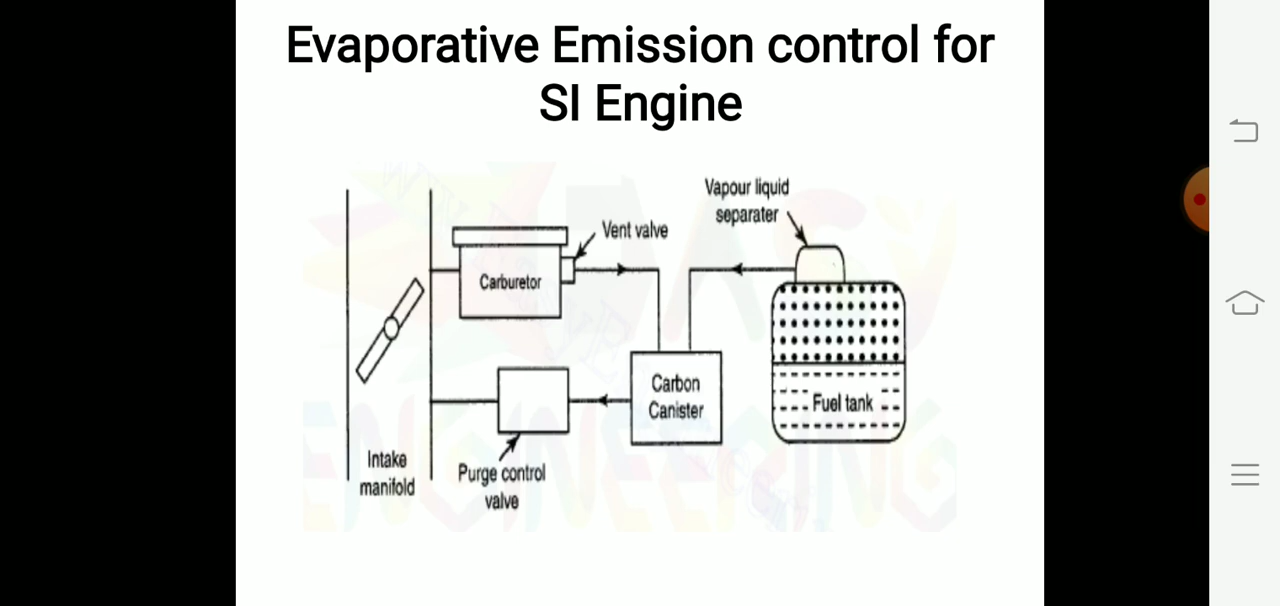 Evaporative Emission control for
SI Engine
Vapour liquid
separater
Vent valve
Carburetor
Carbon
Canister
Fuel tank
Intake
manifold
Purge control
valve
ENGINEERING